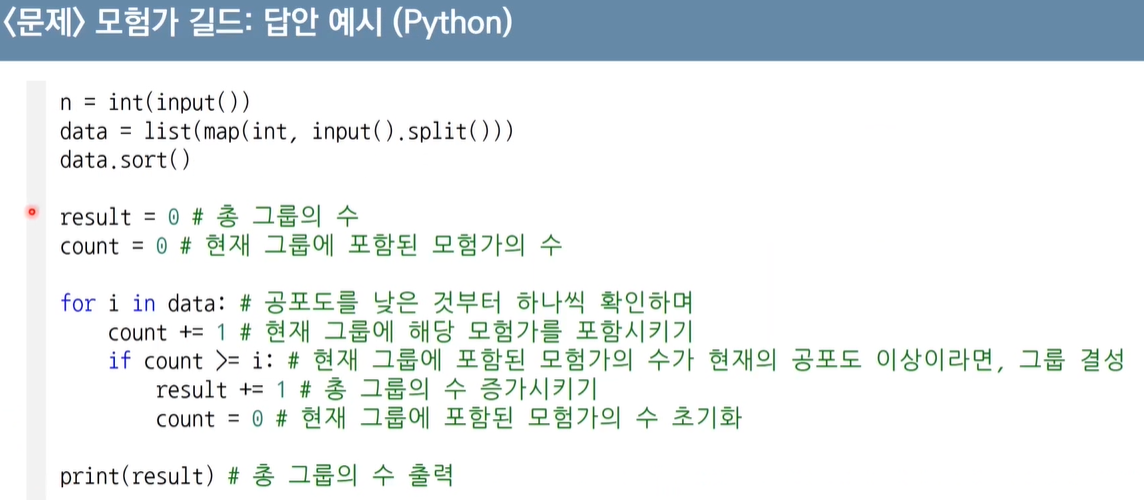 <문제> 모험가 길드: 답안 예시 (Python)
n = int(input())
data = list(map(int, input().split()))
data.sort()
result = 0 # 총 그룹의 수
count = 0 # 현재 그룹에 포함된 모험가의 수
for i in data: # 공포도를 낮은 것부터 하나씩 확인하며
    count += 1 # 현재 그룹에 해당 모험가를 포함시키기
    if count >= i: # 현재 그룹에 포함된 모험가의 수가 현재의 공포도 이상이라면, 그룹 결성
        result += 1 # 총 그룹의 수 증가시키기
        count = 0 # 현재 그룹에 포함된 모험가의 수 초기화
print(result) # 총 그룹의 수 출력